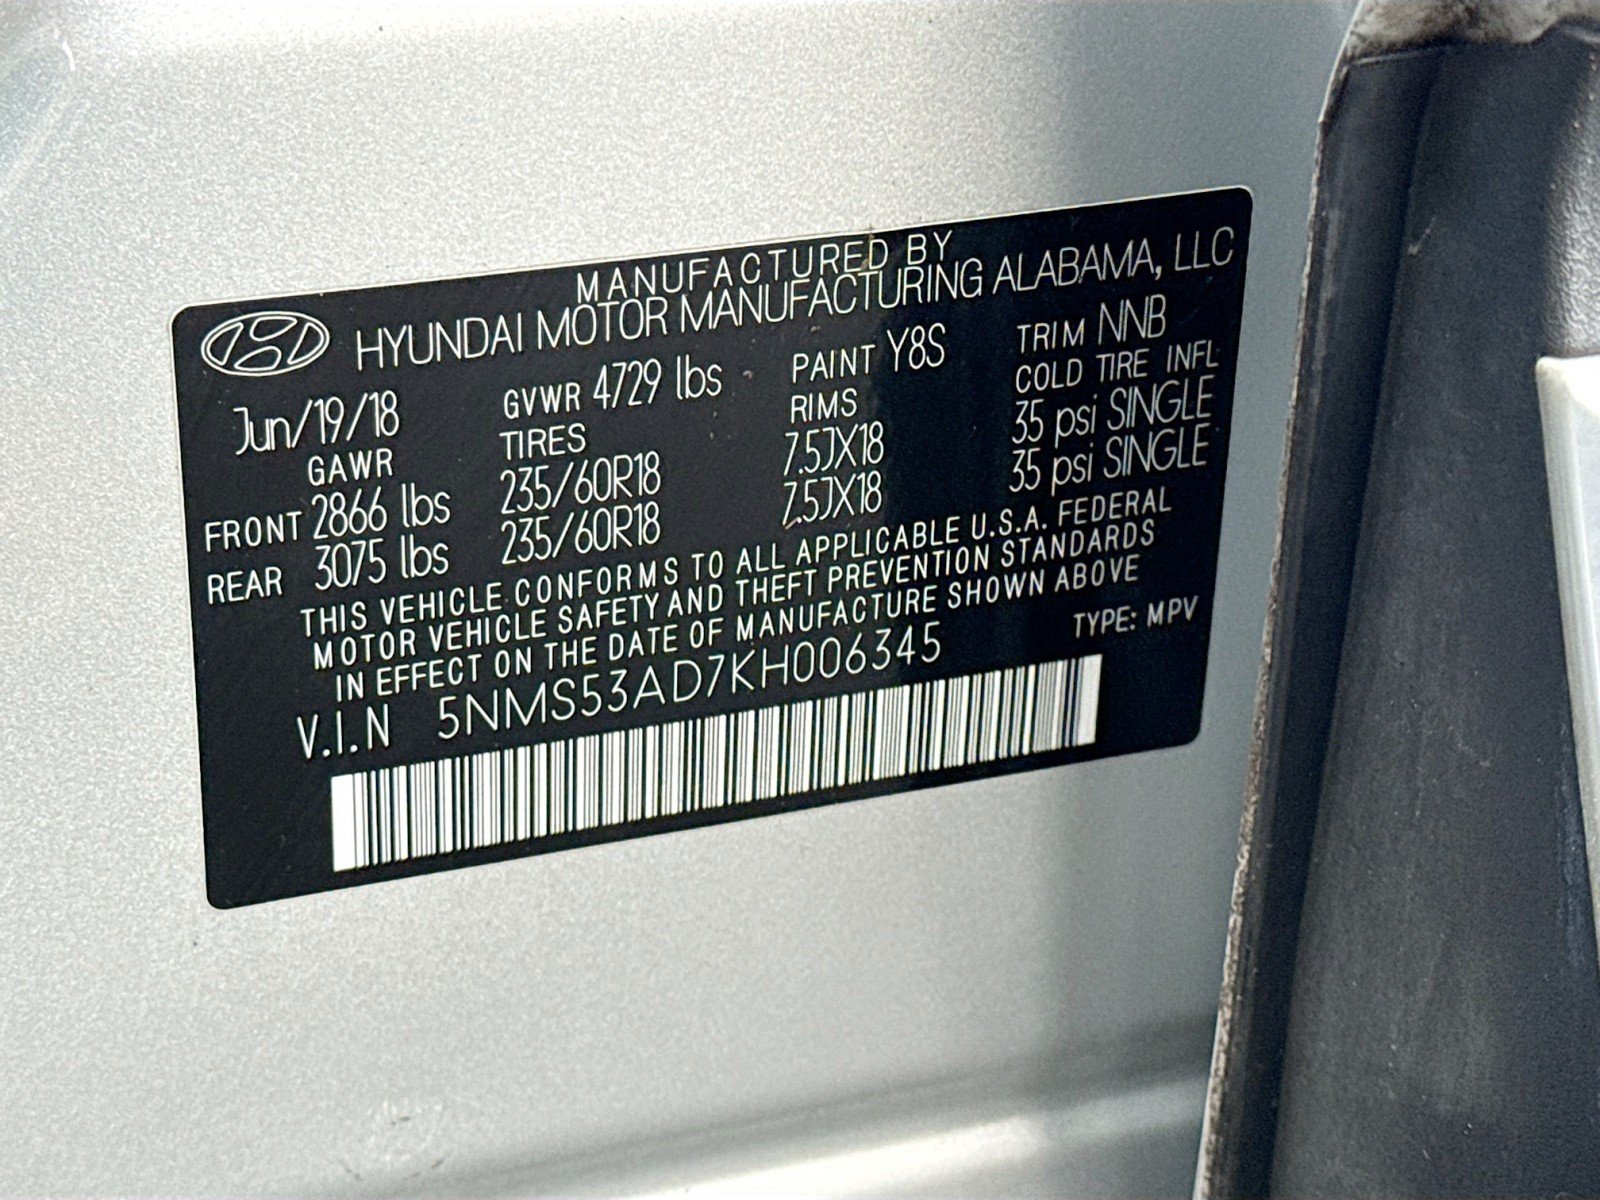 MANUFACTURED BY
HYUNDAI MOTOR MANUFACTURING ALABAMA, LLC
Jun/19/18 GVWR 4729 lbs PAINT Y8S TRIM NNB
GAWR TIRES RIMS COLD TIRE INFL
FRONT 2866 lbs 235/60R18 7.5JX18 35 psi SINGLE
REAR 3075 lbs 235/60R18 7.5JX18 35 psi SINGLE
THIS VEHICLE CONFORMS TO ALL APPLICABLE U.S.A. FEDERAL
MOTOR VEHICLE SAFETY AND THEFT PREVENTION STANDARDS
IN EFFECT ON THE DATE OF MANUFACTURE SHOWN ABOVE
V.I.N 5NMS53AD7KH006345 TYPE: MPV